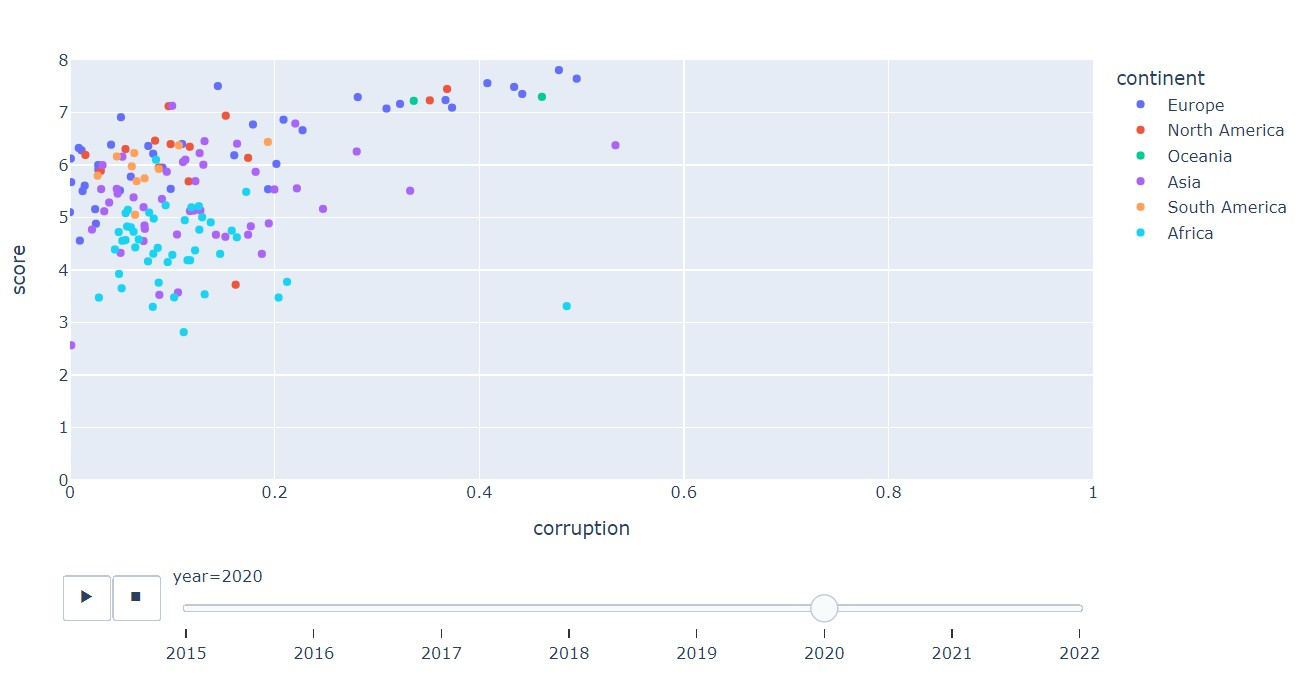 8
7
6
5
4
3
2
1
0
score
0 0.2 0.4 0.6 0.8 1
corruption
continent
Europe
North America
Oceania
Asia
South America
Africa
year=2020
2015 2016 2017 2018 2019 2020 2021 2022